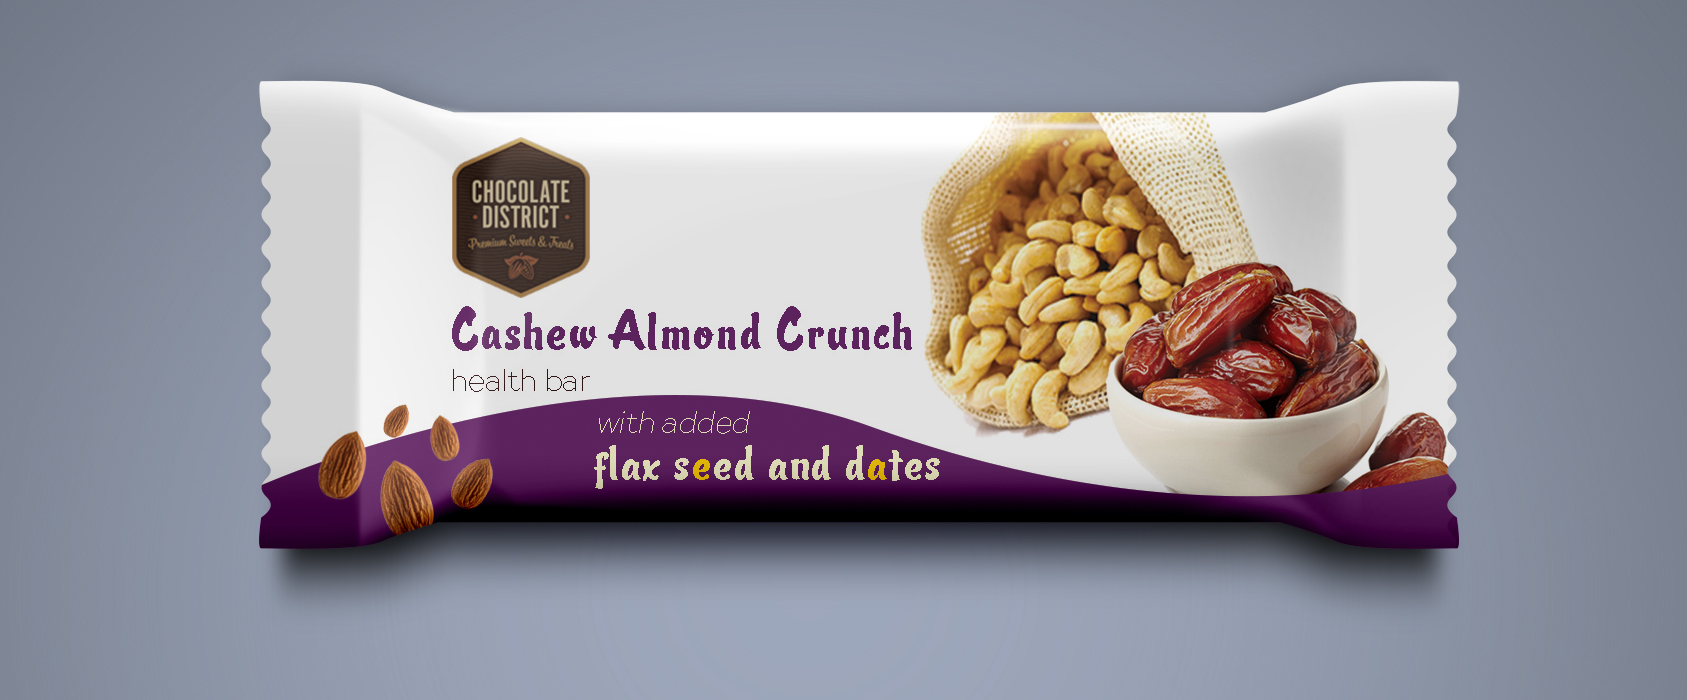 CHOCOLATE
DISTRICT
Premium Sweets & Treats
Cashew Almond Crunch
health bar
with added
flax seed and dates